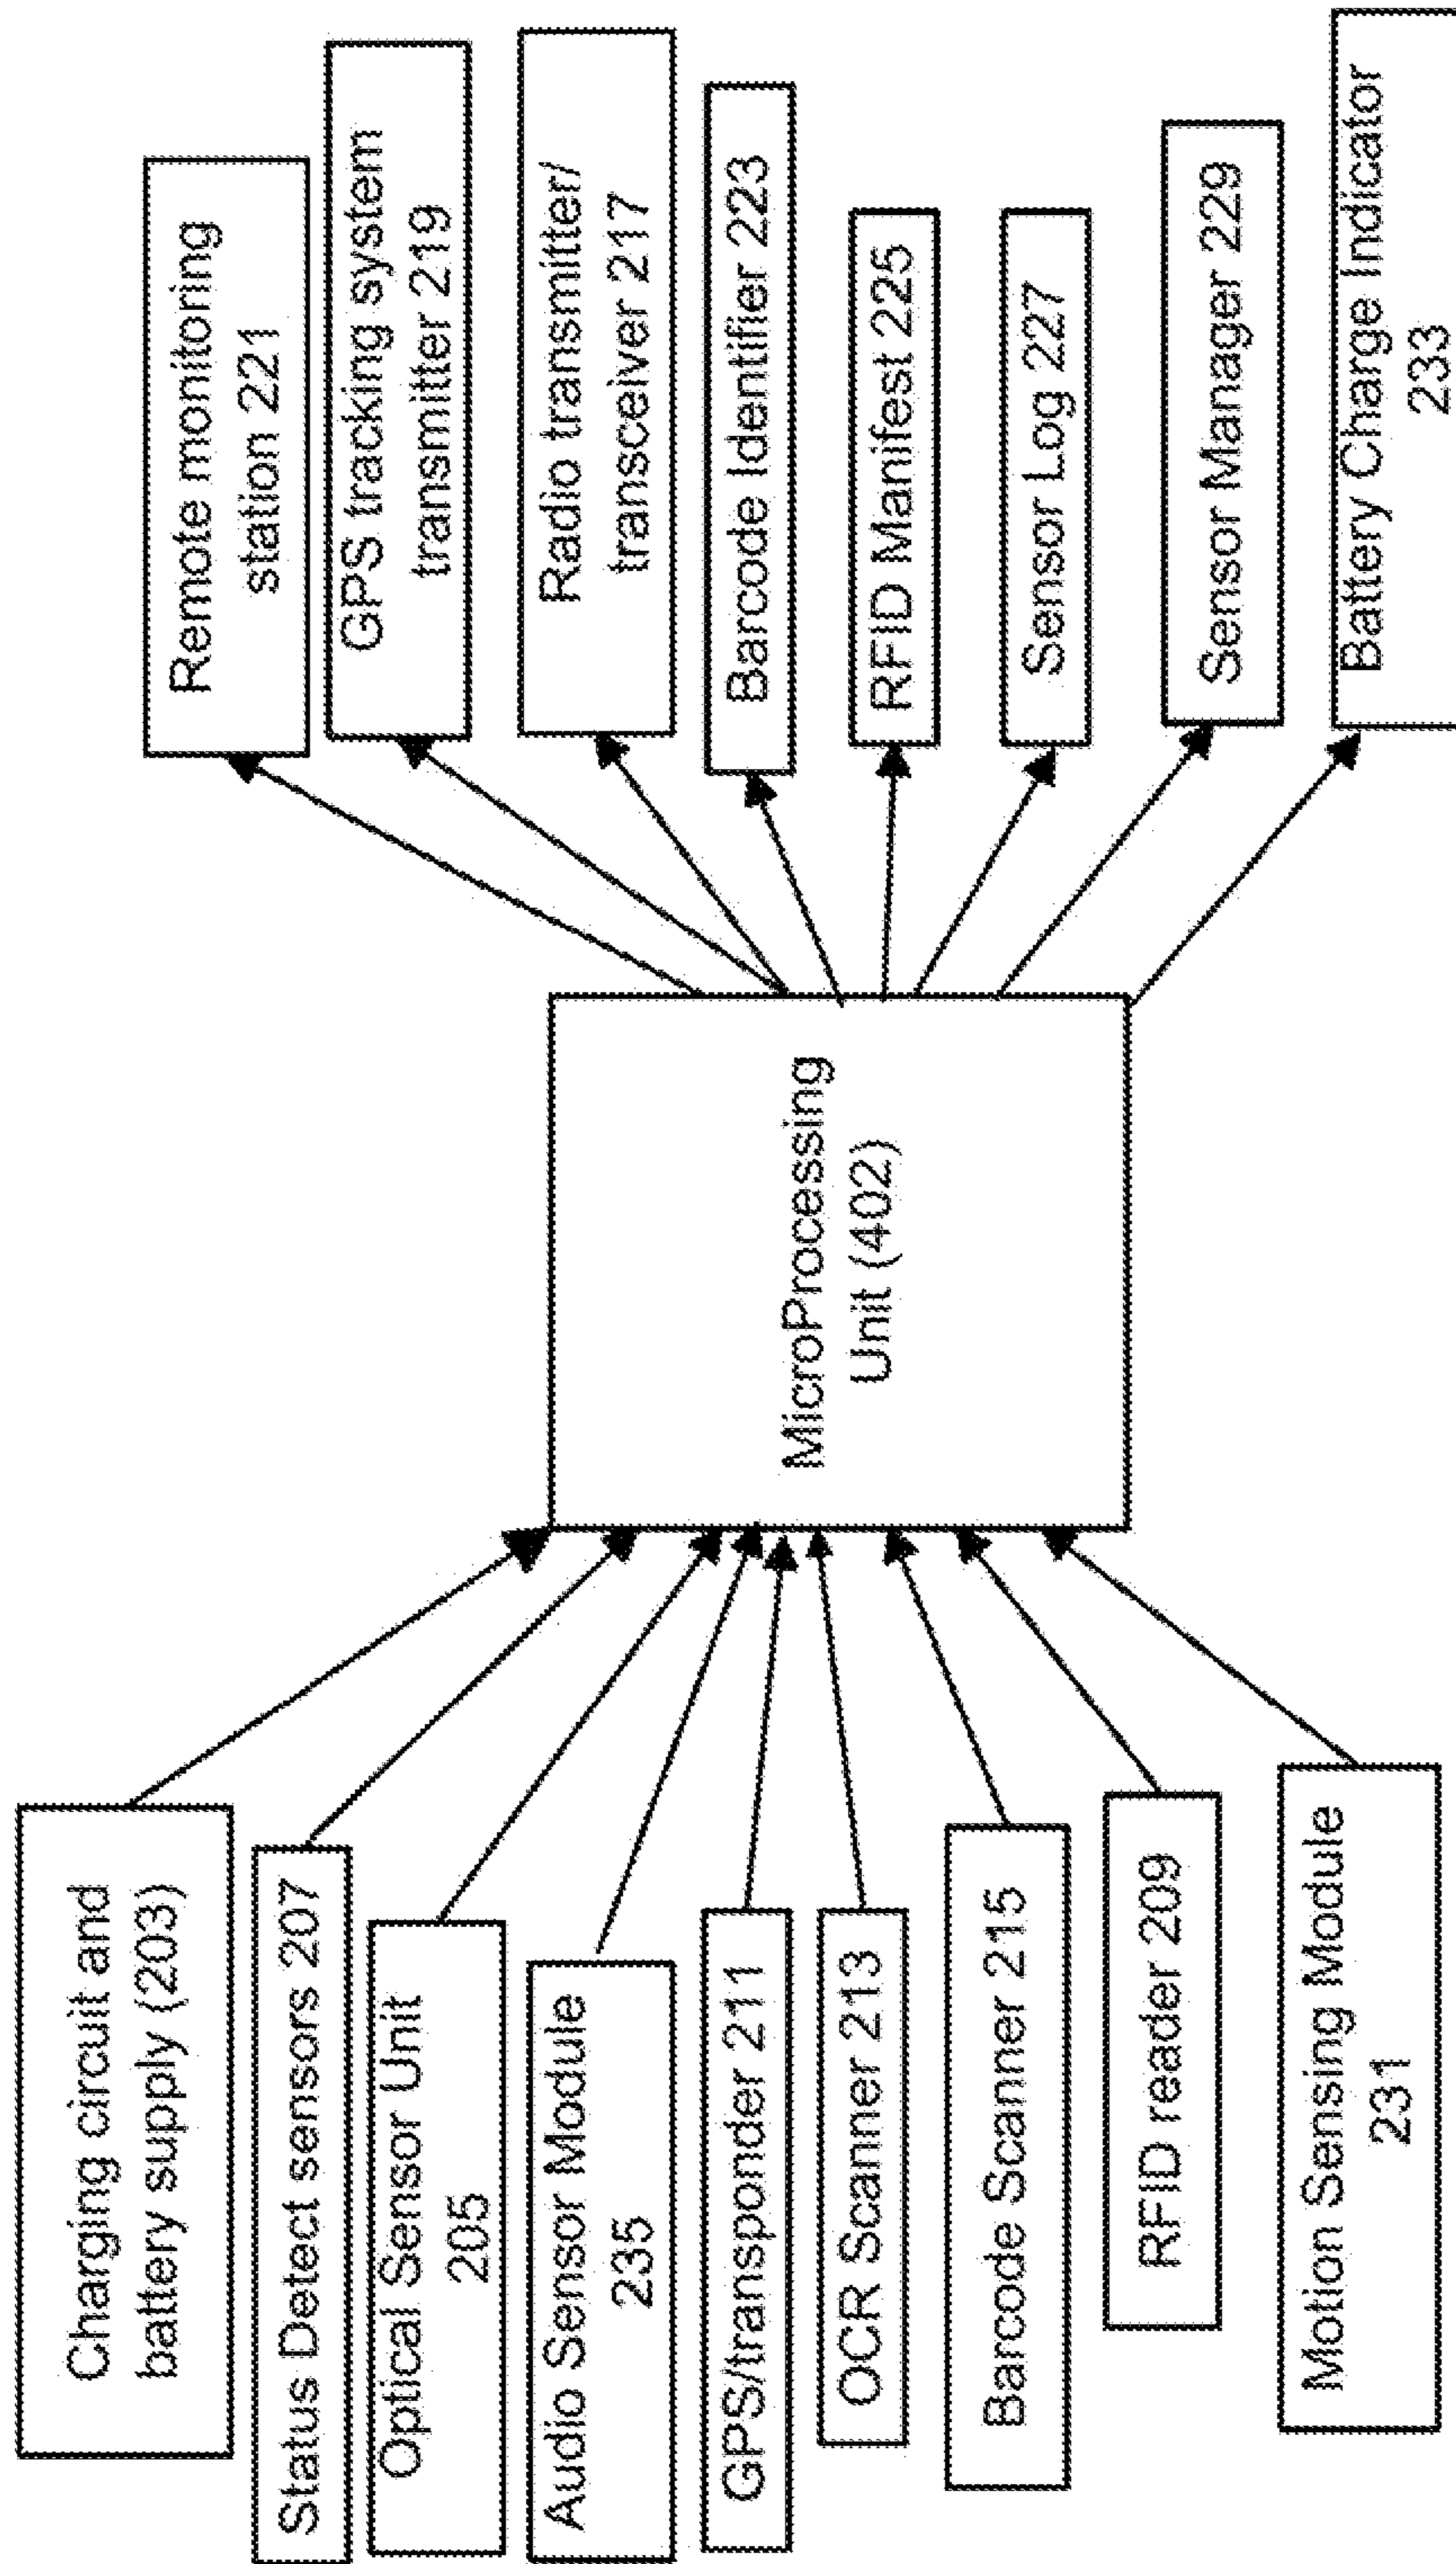 Charging circuit and
battery supply (203)
Status Detect sensors 207
Optical Sensor Unit
205
Audio Sensor Module
235
GPS/transponder 211
OCR Scanner 213
Barcode Scanner 215
RFID reader 209
Motion Sensing Module
231
MicroProcessing
Unit (402)
Remote monitoring
station 221
GPS tracking system
transmitter 219
Radio transmitter/
transceiver 217
Barcode Identifier 223
RFID Manifest 225
Sensor Log 227
Sensor Manager 229
Battery Charge Indicator
233